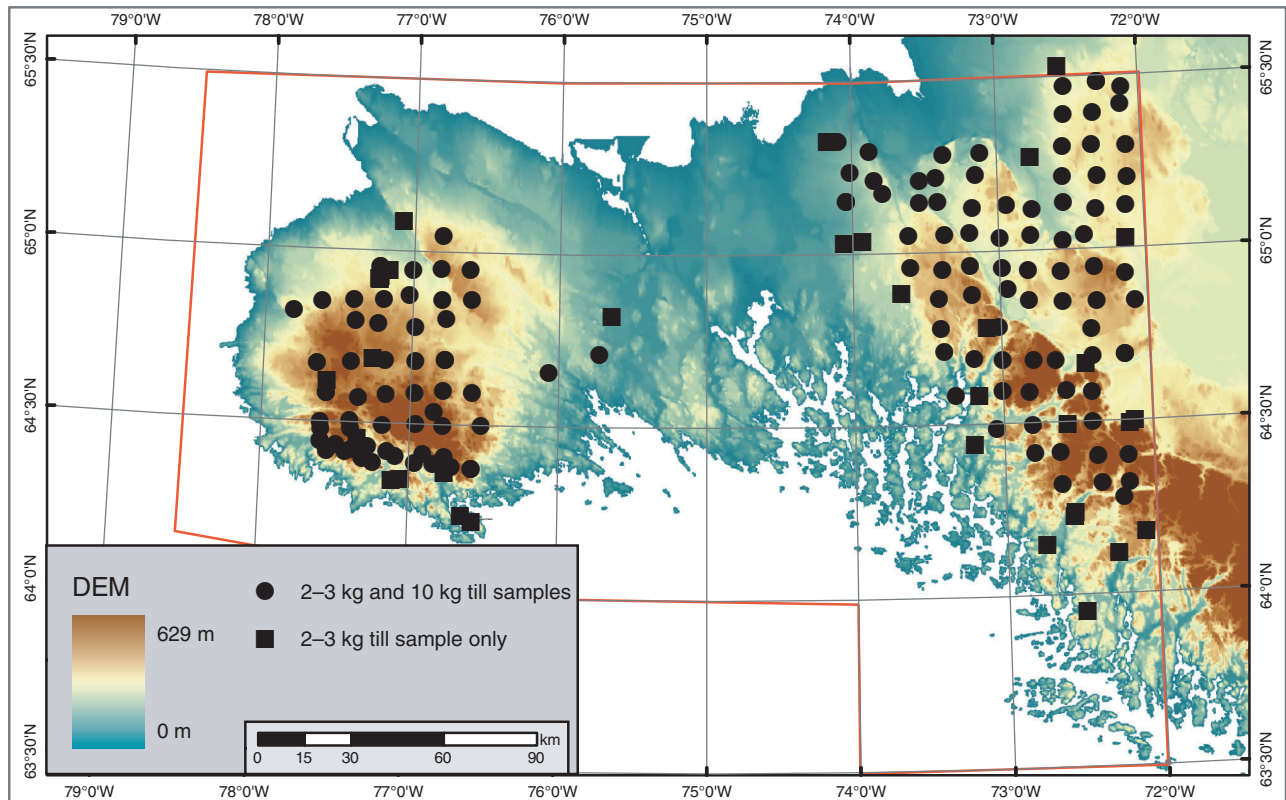 79°0'W 78°0'W 77°0'W 76°0'W 75°0'W 74°0'W 73°0'W 72°0'W
65°30'N 65°30'N
65°0'N 65°0'N
64°30'N 64°30'N
64°0'N 64°0'N
63°30'N 63°30'N
DEM
629 m
0 m
2–3 kg and 10 kg till samples
2–3 kg till sample only
km
0 15 30 60 90
79°0'W 78°0'W 77°0'W 76°0'W 75°0'W 74°0'W 73°0'W 72°0'W